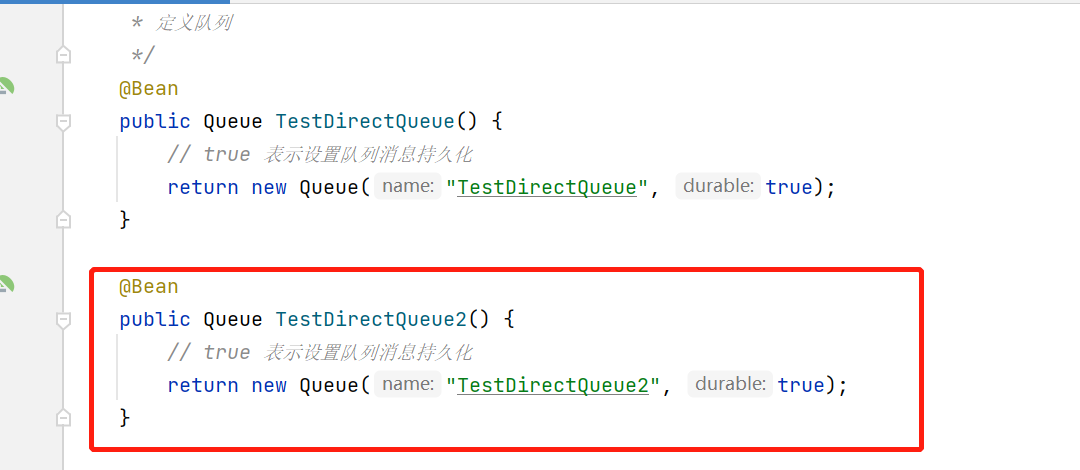 * 定义队列
*/
@Bean
public Queue TestDirectQueue() {
// true 表示设置队列消息持久化
return new Queue( name: "TestDirectQueue", durable: true);
}
@Bean
public Queue TestDirectQueue2() {
// true 表示设置队列消息持久化
return new Queue( name: "TestDirectQueue2", durable: true);
}